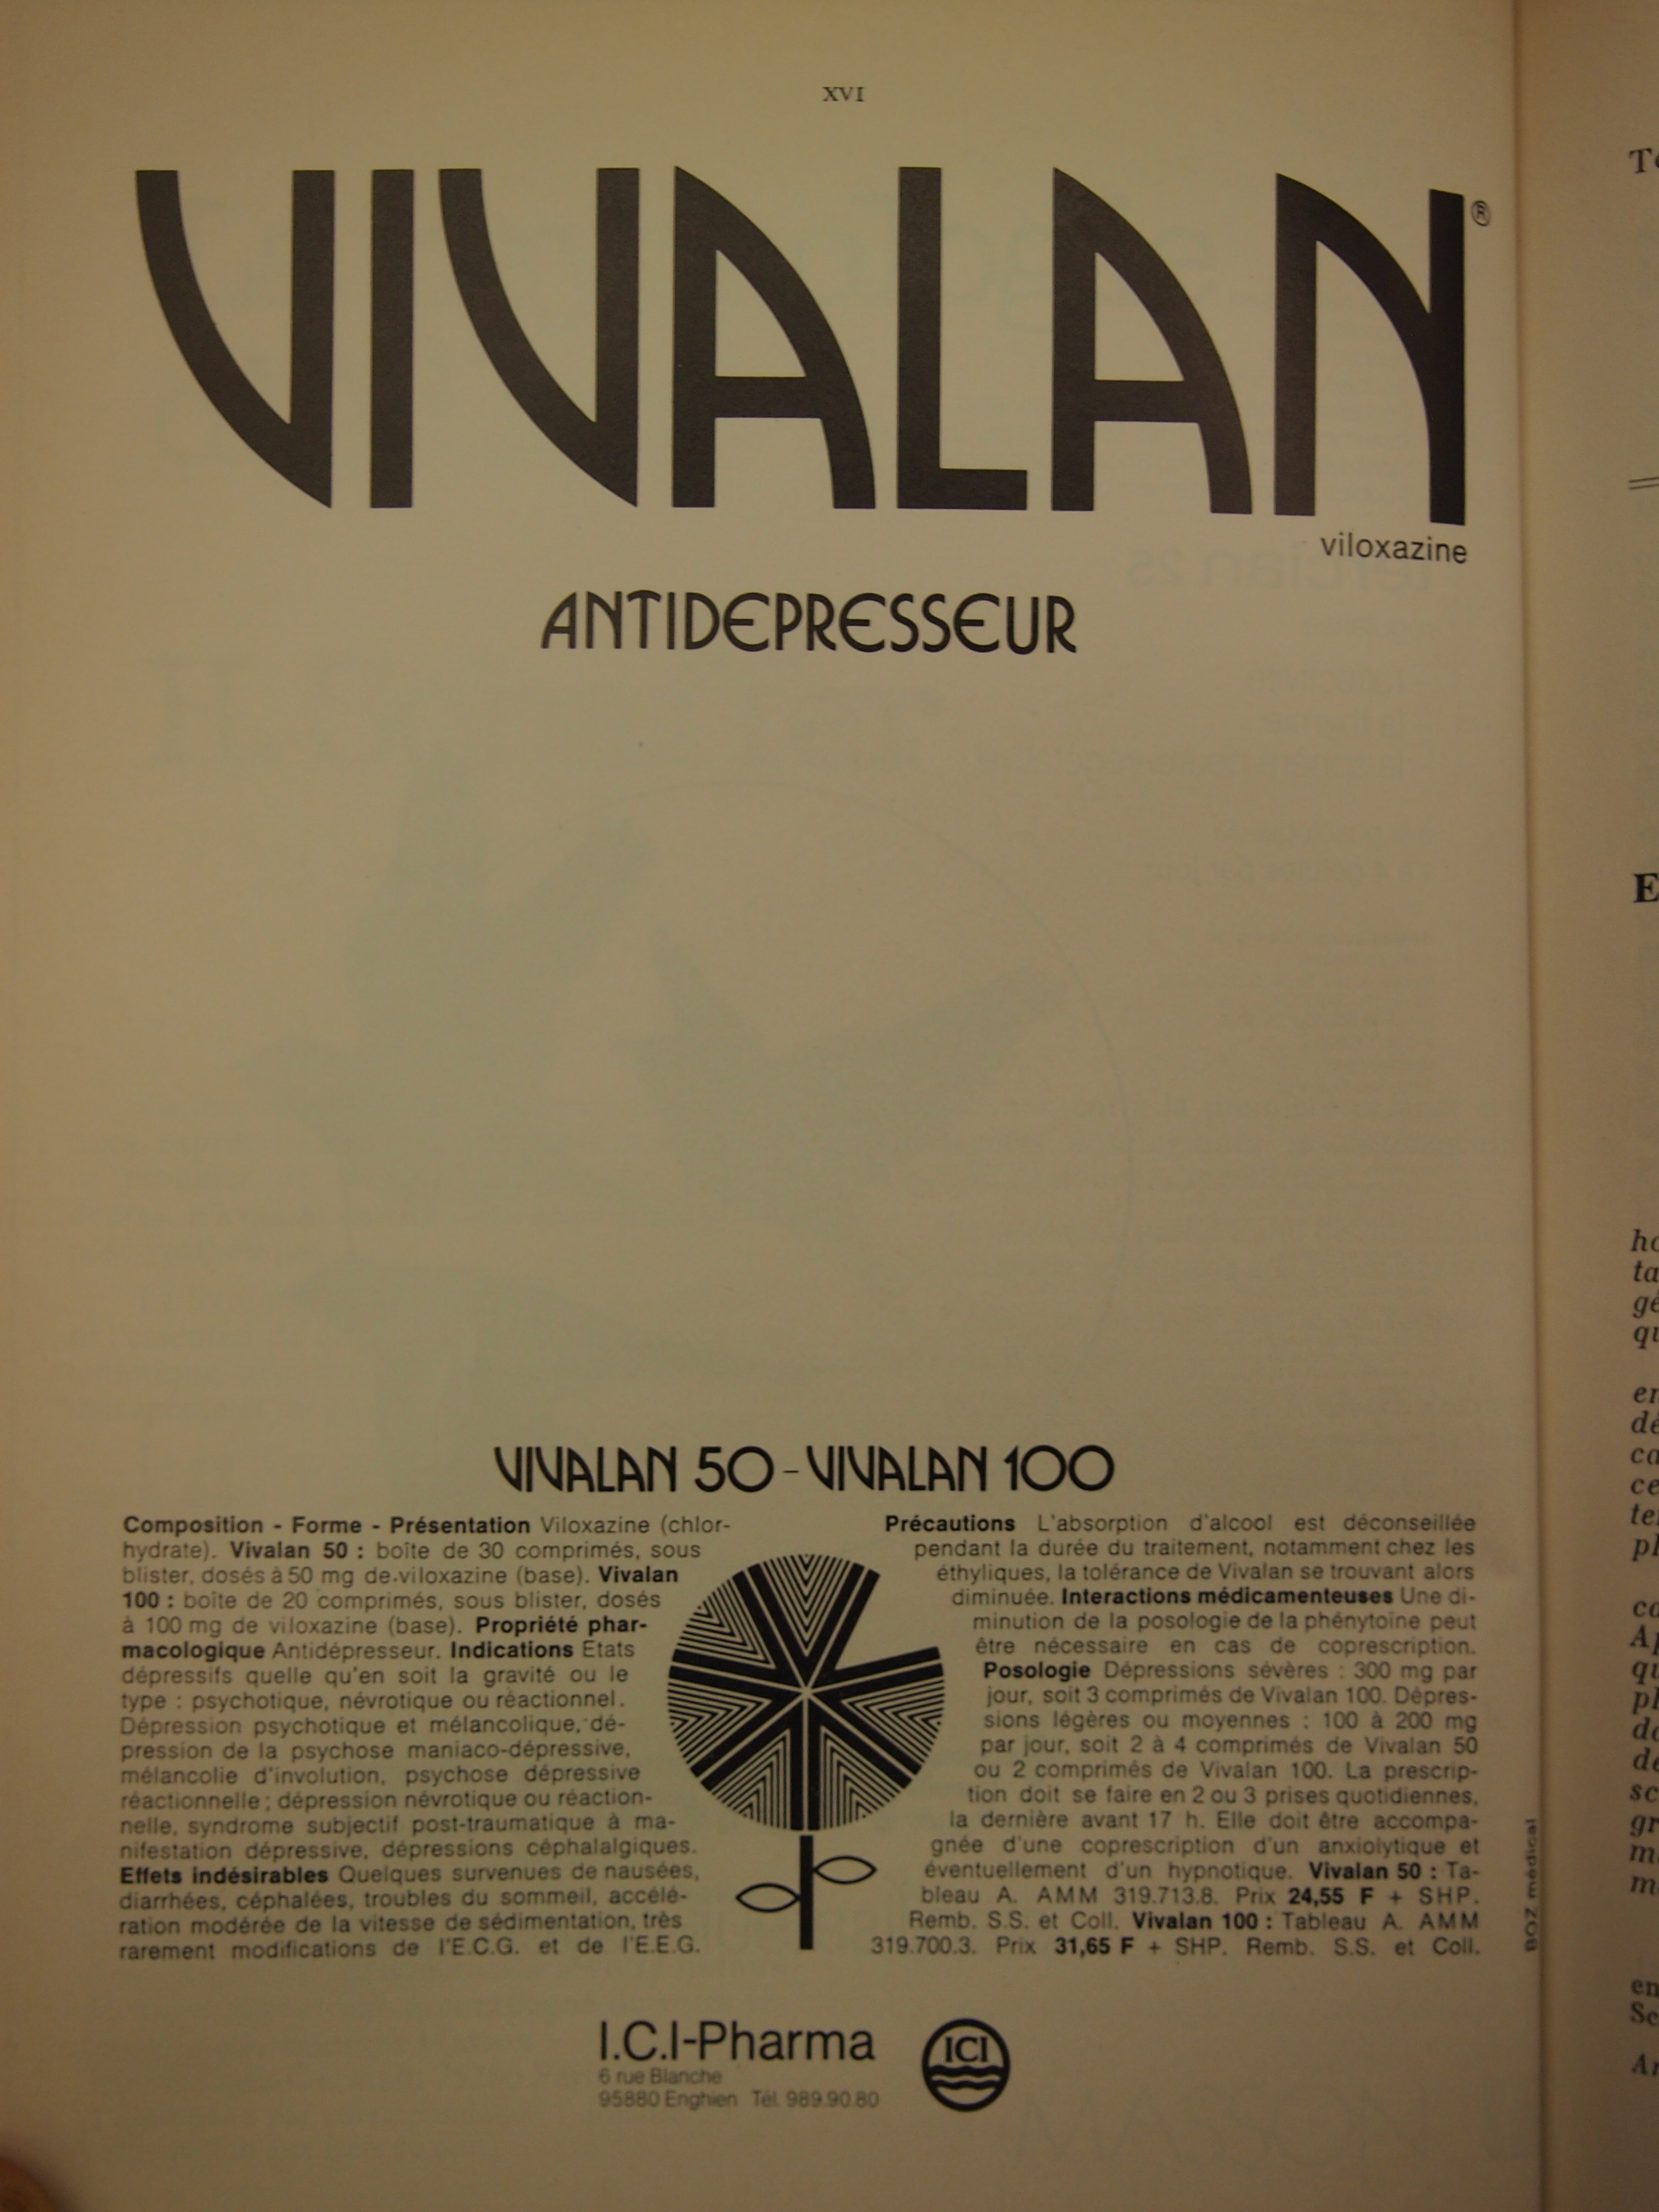 XVI
VIVALAN®
viloxazine
ANTIDEPRESSEUR
VIVALAN 50 - VIVALAN 100
Composition - Forme - Présentation Viloxazine (chlor-
hydrate). Vivalan 50 : boîte de 30 comprimés, sous
blister, dosés à 50 mg de viloxazine (base). Vivalan
100 : boîte de 20 comprimés, sous blister, dosés
à 100 mg de viloxazine (base). Propriété phar-
macologique Antidépresseur. Indications Etats
dépressifs quelle qu'en soit la gravité ou le
type : psychotique, névrotique ou réactionnel.
Dépression psychotique et mélancolique, dé-
pression de la psychose maniaco-dépressive,
mélancolie d'involution, psychose dépressive
réactionnelle ; dépression névrotique ou réaction-
nelle, syndrome subjectif post-traumatique à ma-
nifestation dépressive, dépressions céphalalgiques.
Effets indésirables Quelques survenues de nausées,
diarrhées, céphalées, troubles du sommeil, accélé-
ration modérée de la vitesse de sédimentation, très
rarement modifications de l'E.C.G. et de l'E.E.G.
Précautions L'absorption d'alcool est déconseillée
pendant la durée du traitement, notamment chez les
éthyliques, la tolérance de Vivalan se trouvant alors
diminuée. Interactions médicamenteuses Une di-
minution de la posologie de la phénytoïne peut
être nécessaire en cas de coprescription.
Posologie Dépressions sévères : 300 mg par
jour, soit 3 comprimés de Vivalan 100. Dépres-
sions légères ou moyennes : 100 à 200 mg
par jour, soit 2 à 4 comprimés de Vivalan 50
ou 2 comprimés de Vivalan 100. La prescrip-
tion doit se faire en 2 ou 3 prises quotidiennes,
la dernière avant 17 h. Elle doit être accompa-
gnée d'une coprescription d'un anxiolytique et
éventuellement d'un hypnotique. Vivalan 50 : Ta-
bleau A. AMM 319.713.8. Prix 24,55 F + SHP.
Remb. S.S. et Coll. Vivalan 100 : Tableau A. AMM
319.700.3. Prix 31,65 F + SHP. Remb. S.S. et Coll.
BOZ médical
I.C.I-Pharma
6 rue Blanche
95880 Enghien Tél. 989.90.80
ICI